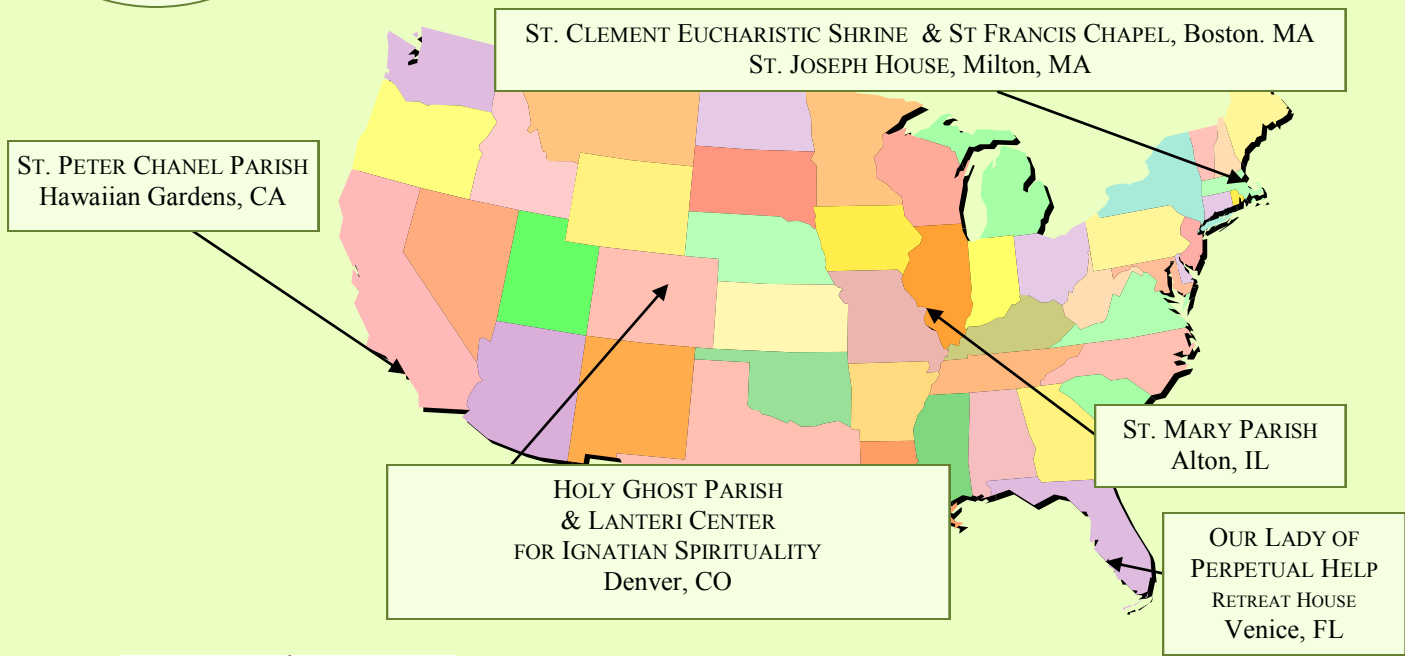 ST. CLEMENT EUCHARISTIC SHRINE & ST FRANCIS CHAPEL, Boston. MA
ST. JOSEPH HOUSE, Milton, MA
ST. PETER CHANEL PARISH
Hawaiian Gardens, CA
ST. MARY PARISH
Alton, IL
HOLY GHOST PARISH
& LANTERI CENTER
FOR IGNATIAN SPIRITUALITY
Denver, CO
OUR LADY OF
PERPETUAL HELP
RETREAT HOUSE
Venice, FL